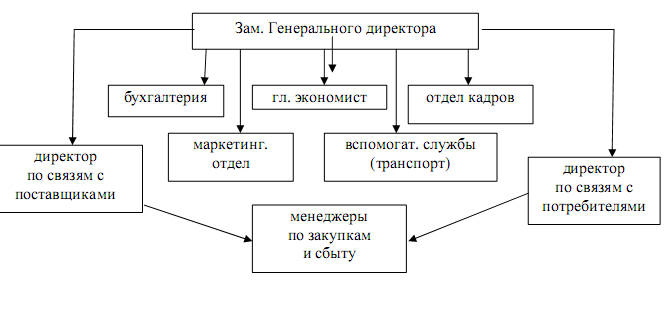 Зам. Генерального директора
бухгалтерия
гл. экономист
отдел кадров
маркетинг.
отдел
вспомогат. службы
(транспорт)
директор
по связям с
поставщиками
директор
по связям с
потребителями
менеджеры
по закупкам
и сбыту